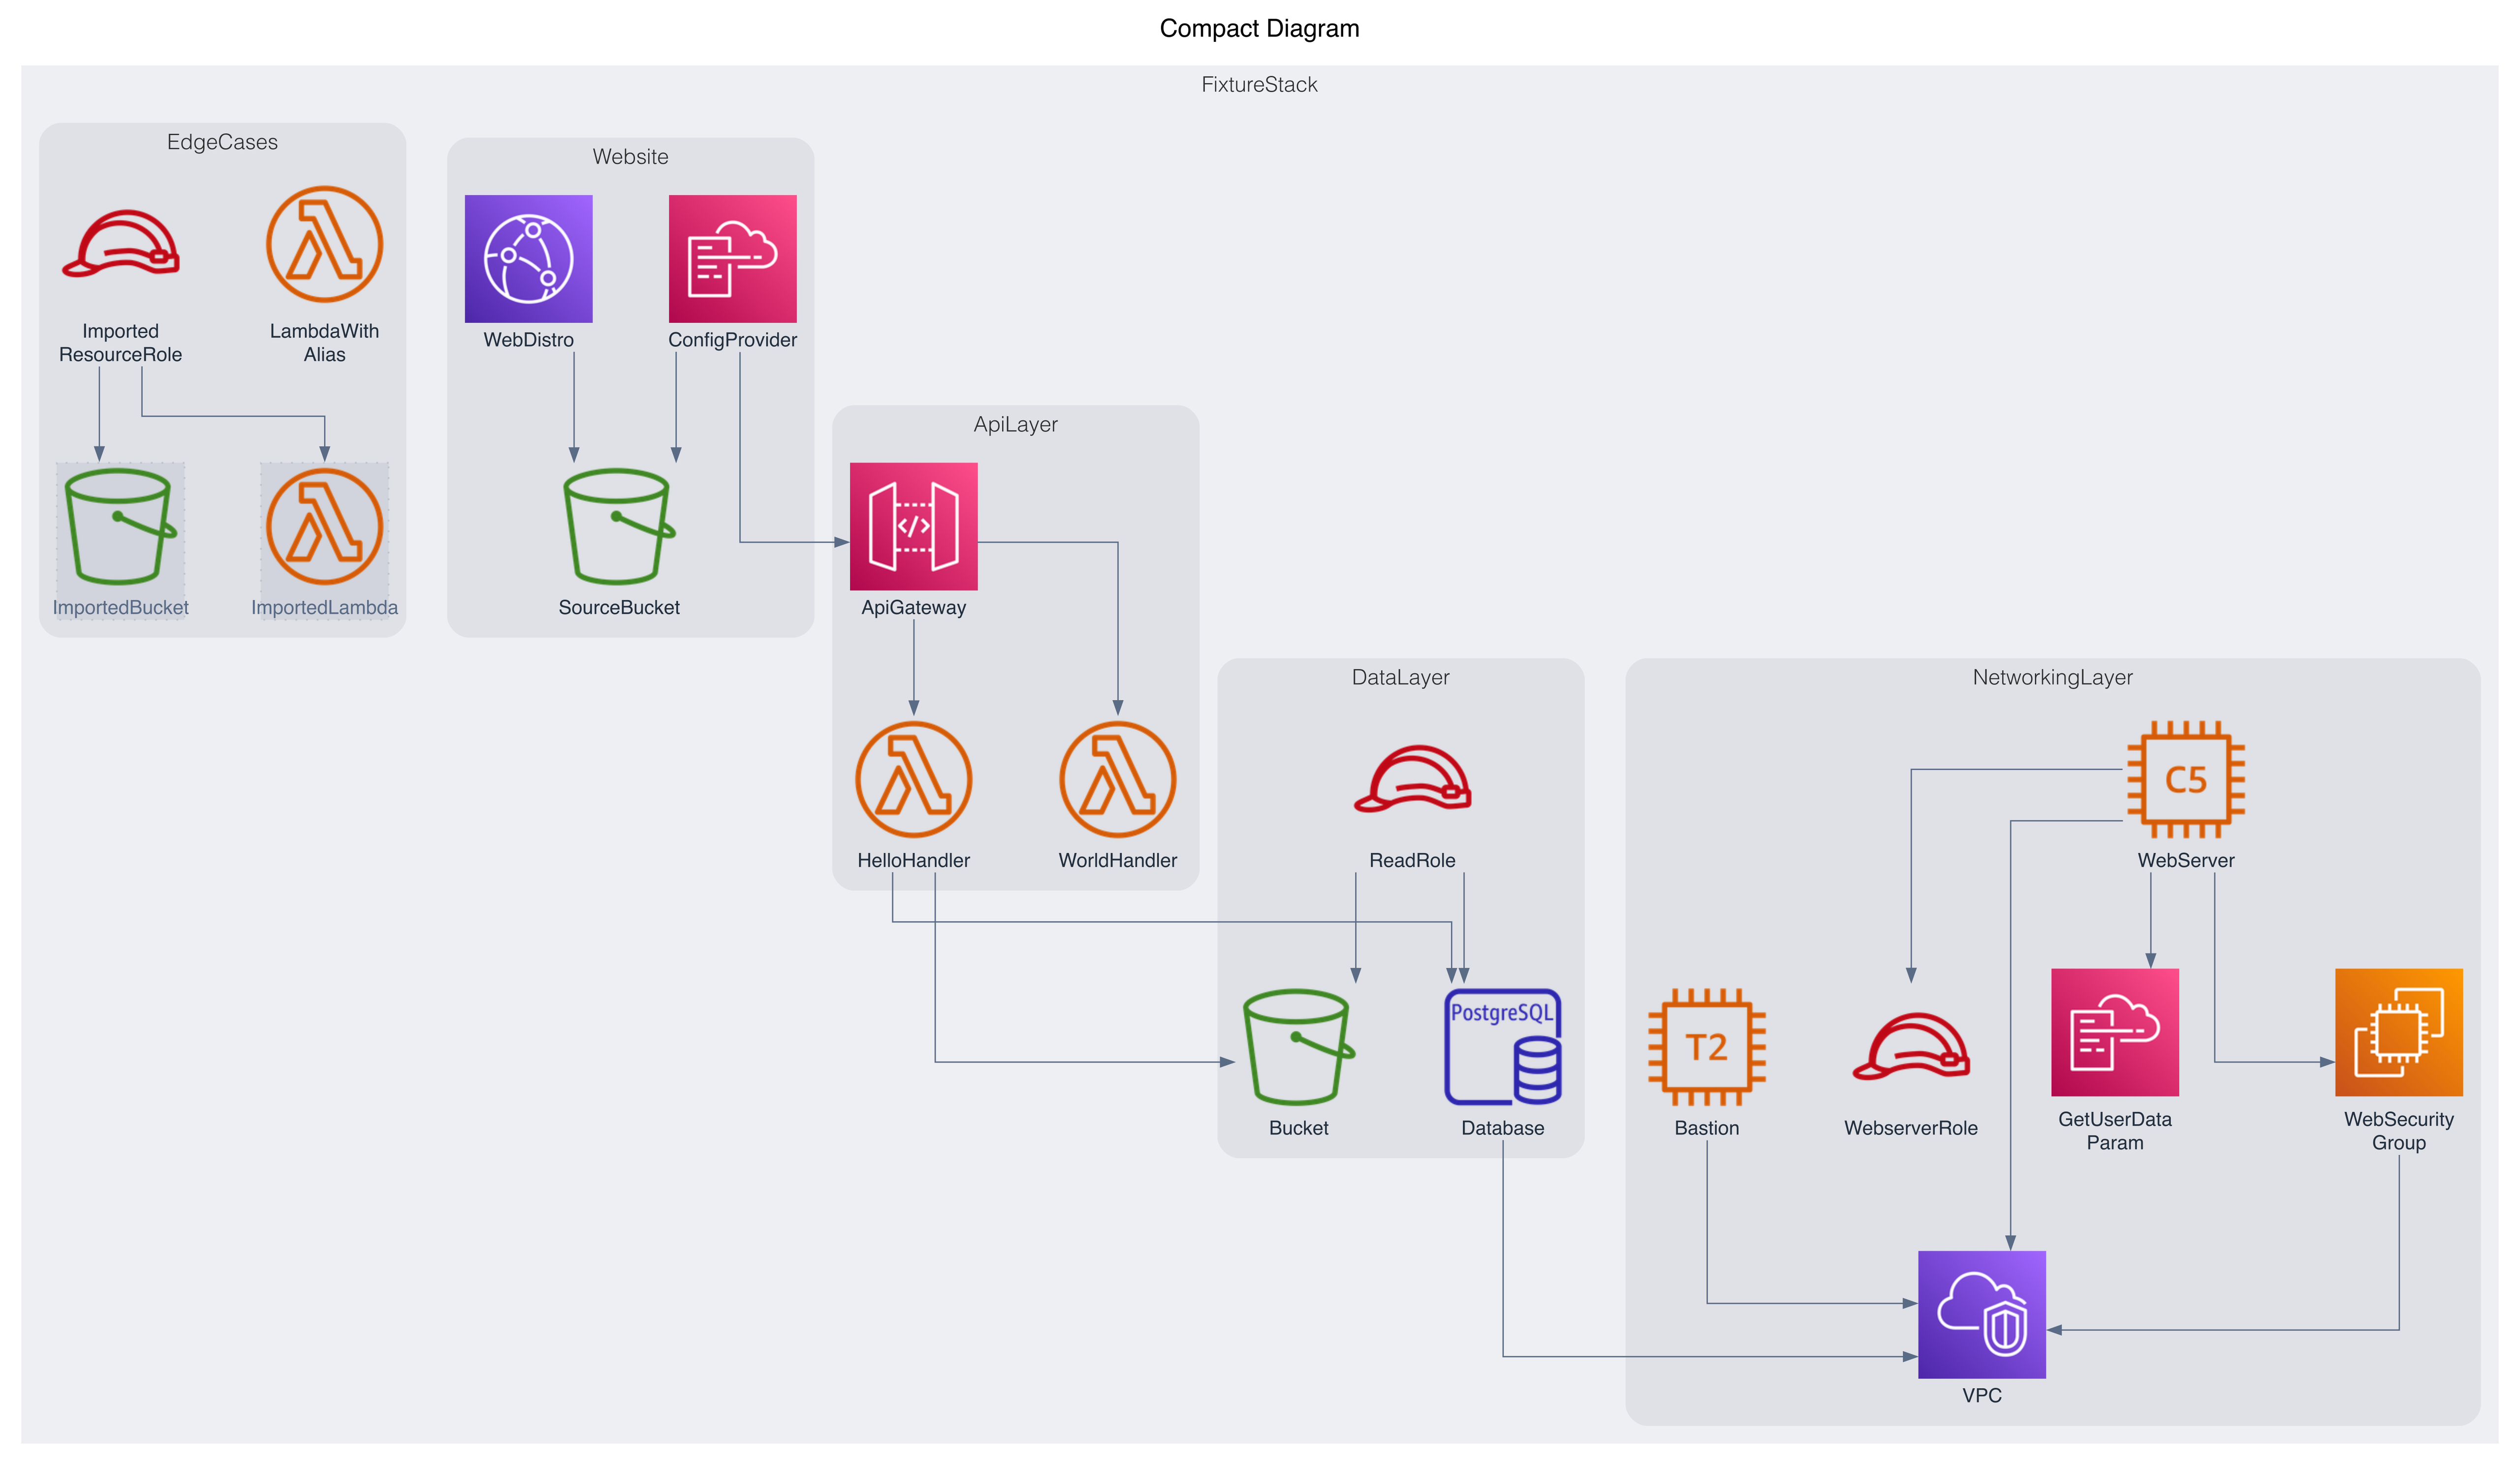 Compact Diagram
FixtureStack
EdgeCases
Imported
ResourceRole
LambdaWith
Alias
ImportedBucket
ImportedLambda
Website
WebDistro
ConfigProvider
SourceBucket
ApiLayer
</>
ApiGateway
HelloHandler
WorldHandler
DataLayer
ReadRole
Bucket
PostgreSQL
Database
NetworkingLayer
C5
WebServer
T2
Bastion
WebserverRole
GetUserData
Param
WebSecurity
Group
VPC